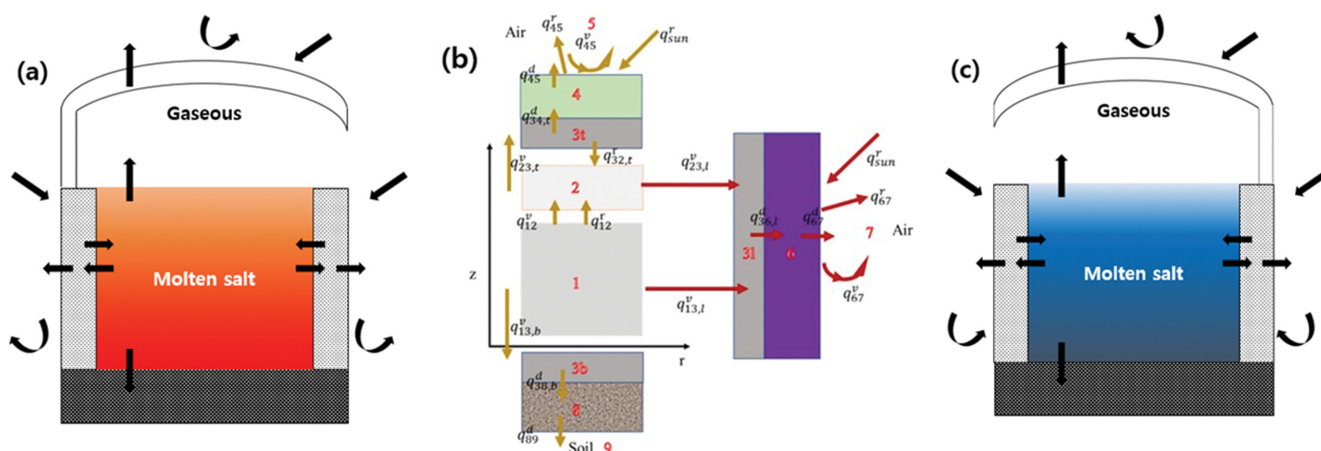 (a)
Gaseous
Molten salt
(b)
Air
q^r_45
5
q^v_45
q^r_sun
q^d_45
4
q^d_34,t
3t
q^v_23,t
q^r_32,t
2
q^v_23,l
q^v_12
q^r_12
z
1
q^v_13,l
q^v_13,b
r
3b
q^d_38,b
8
q^d_89
Soil 9
q^r_sun
q^r_67
q^d_36,l
q^d_67
7
Air
3l
6
q^v_67
(c)
Gaseous
Molten salt